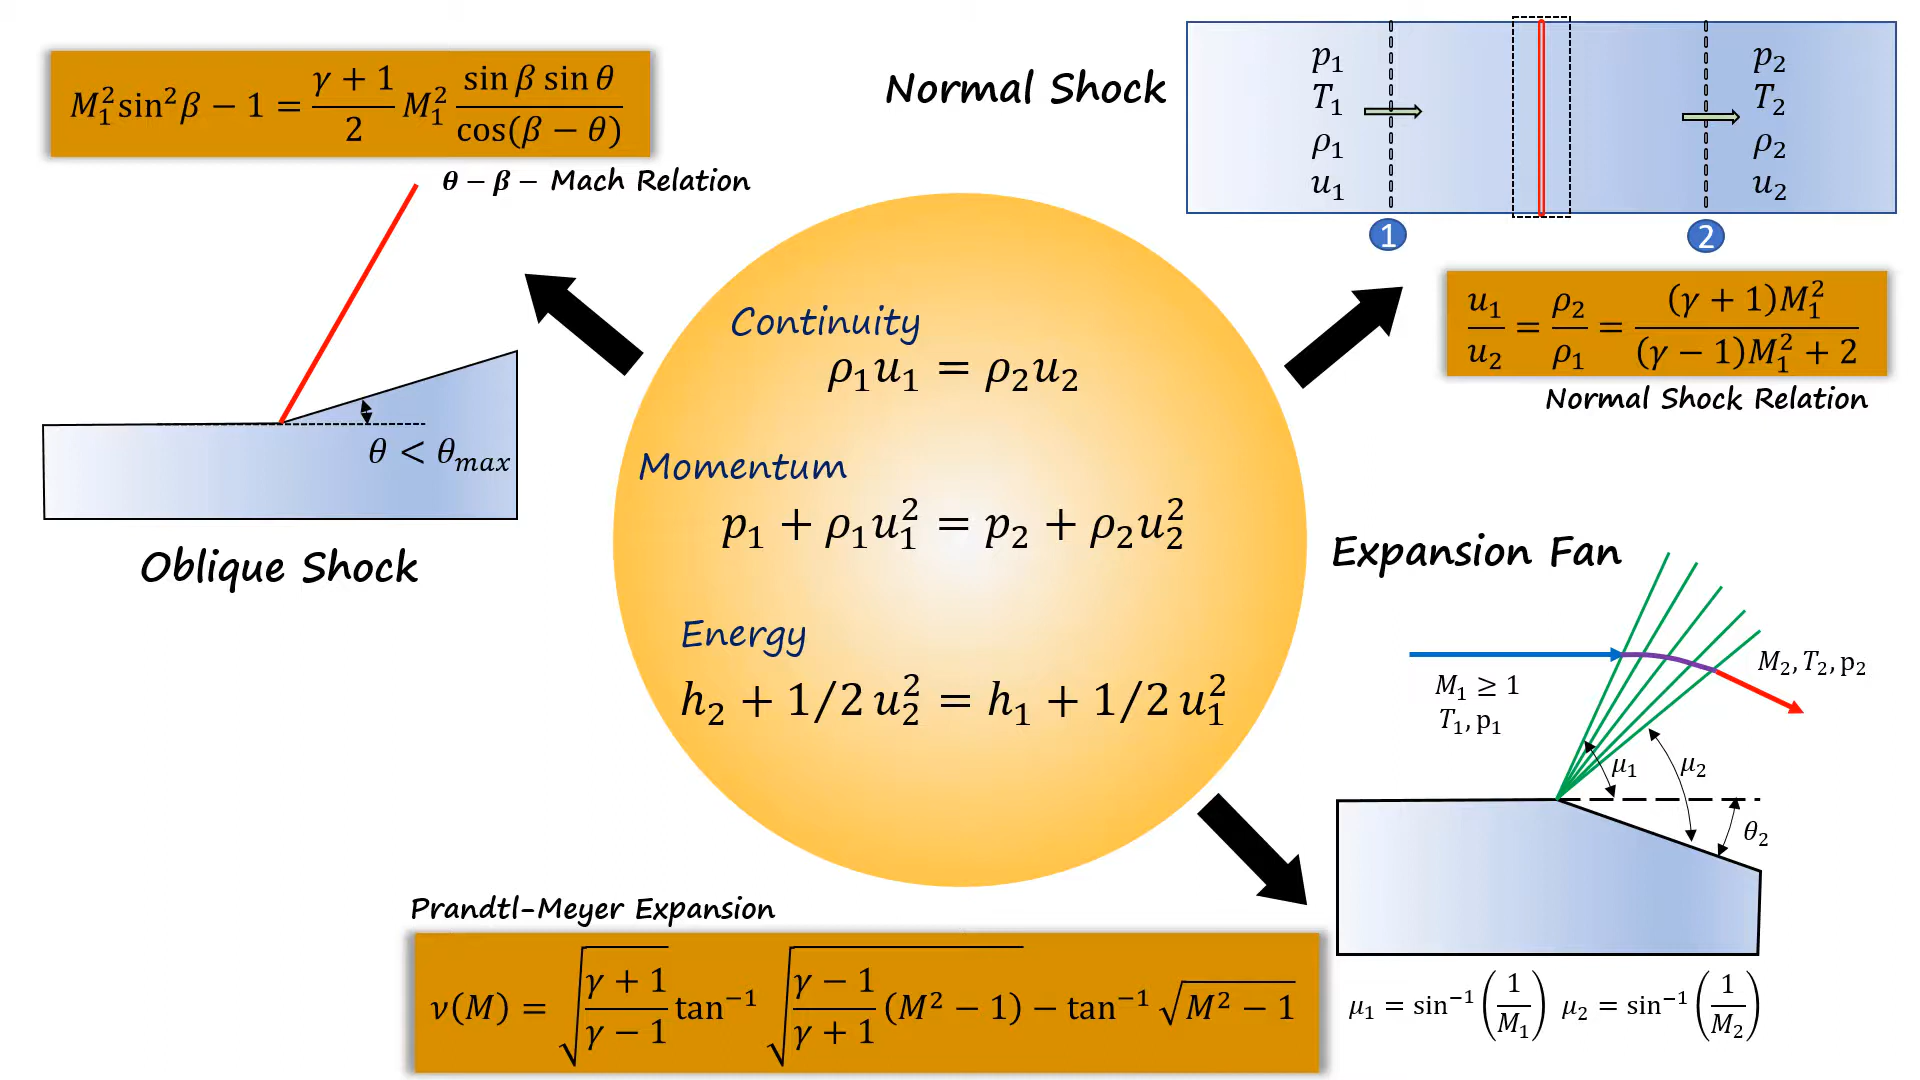 M₁²sin²β − 1 = (γ + 1)/2 M₁² (sin β sin θ)/(cos(β − θ))
θ − β − Mach Relation
θ < θmax
Oblique Shock
Normal Shock
p₁
T₁
ρ₁
u₁
p₂
T₂
ρ₂
u₂
1
2
u₁/u₂ = ρ₂/ρ₁ = ((γ + 1)M₁²)/((γ − 1)M₁² + 2)
Normal Shock Relation
Continuity
ρ₁u₁ = ρ₂u₂
Momentum
p₁ + ρ₁u₁² = p₂ + ρ₂u₂²
Energy
h₂ + 1/2 u₂² = h₁ + 1/2 u₁²
Expansion Fan
M₁ ≥ 1
T₁, p₁
M₂, T₂, p₂
μ₁
μ₂
θ₂
μ₁ = sin⁻¹(1/M₁) μ₂ = sin⁻¹(1/M₂)
Prandtl-Meyer Expansion
ν(M) = √((γ + 1)/(γ − 1)) tan⁻¹ √((γ − 1)/(γ + 1) (M² − 1)) − tan⁻¹ √(M² − 1)